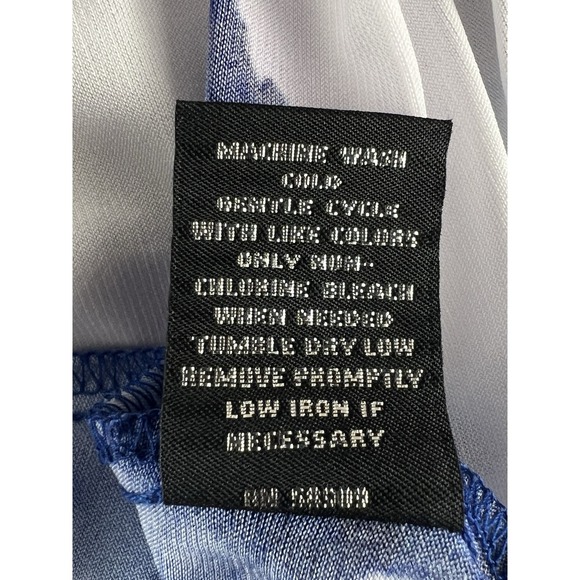 MACHINE WASH
COLD
GENTLE CYCLE
WITH LIKE COLORS
ONLY NON-
CHLORINE BLEACH
WHEN NEEDED
TUMBLE DRY LOW
REMOVE PROMPTLY
LOW IRON IF
NECESSARY
RN